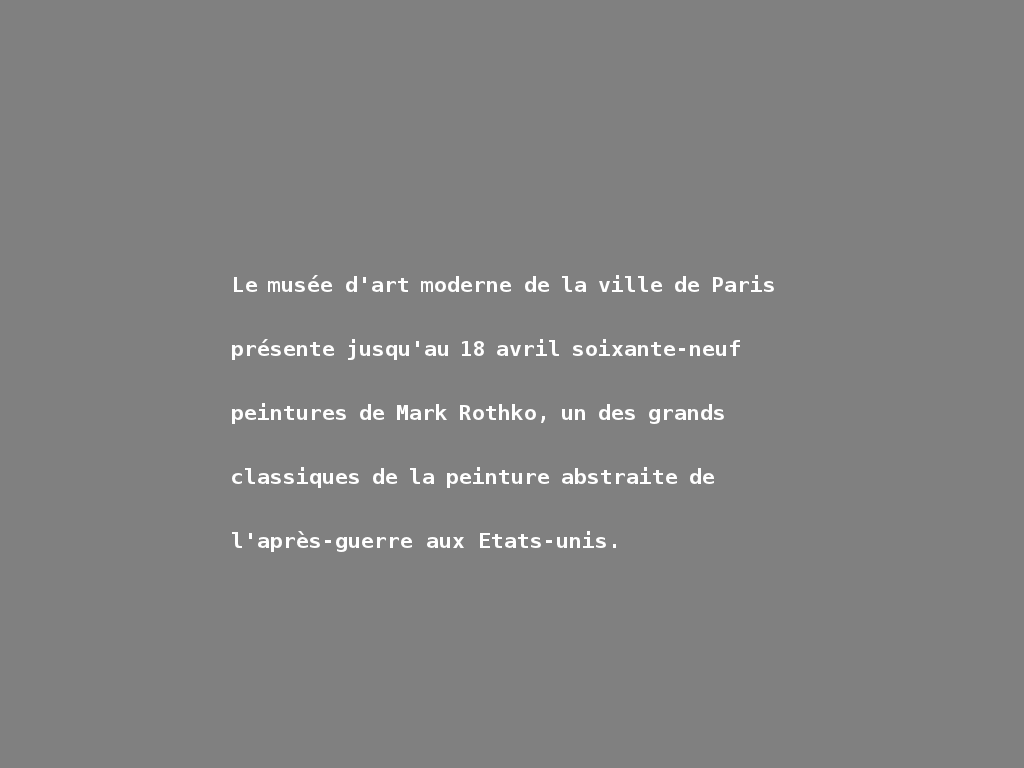 Le musée d'art moderne de la ville de Paris
présente jusqu'au 18 avril soixante-neuf
peintures de Mark Rothko, un des grands
classiques de la peinture abstraite de
l'après-guerre aux Etats-unis.